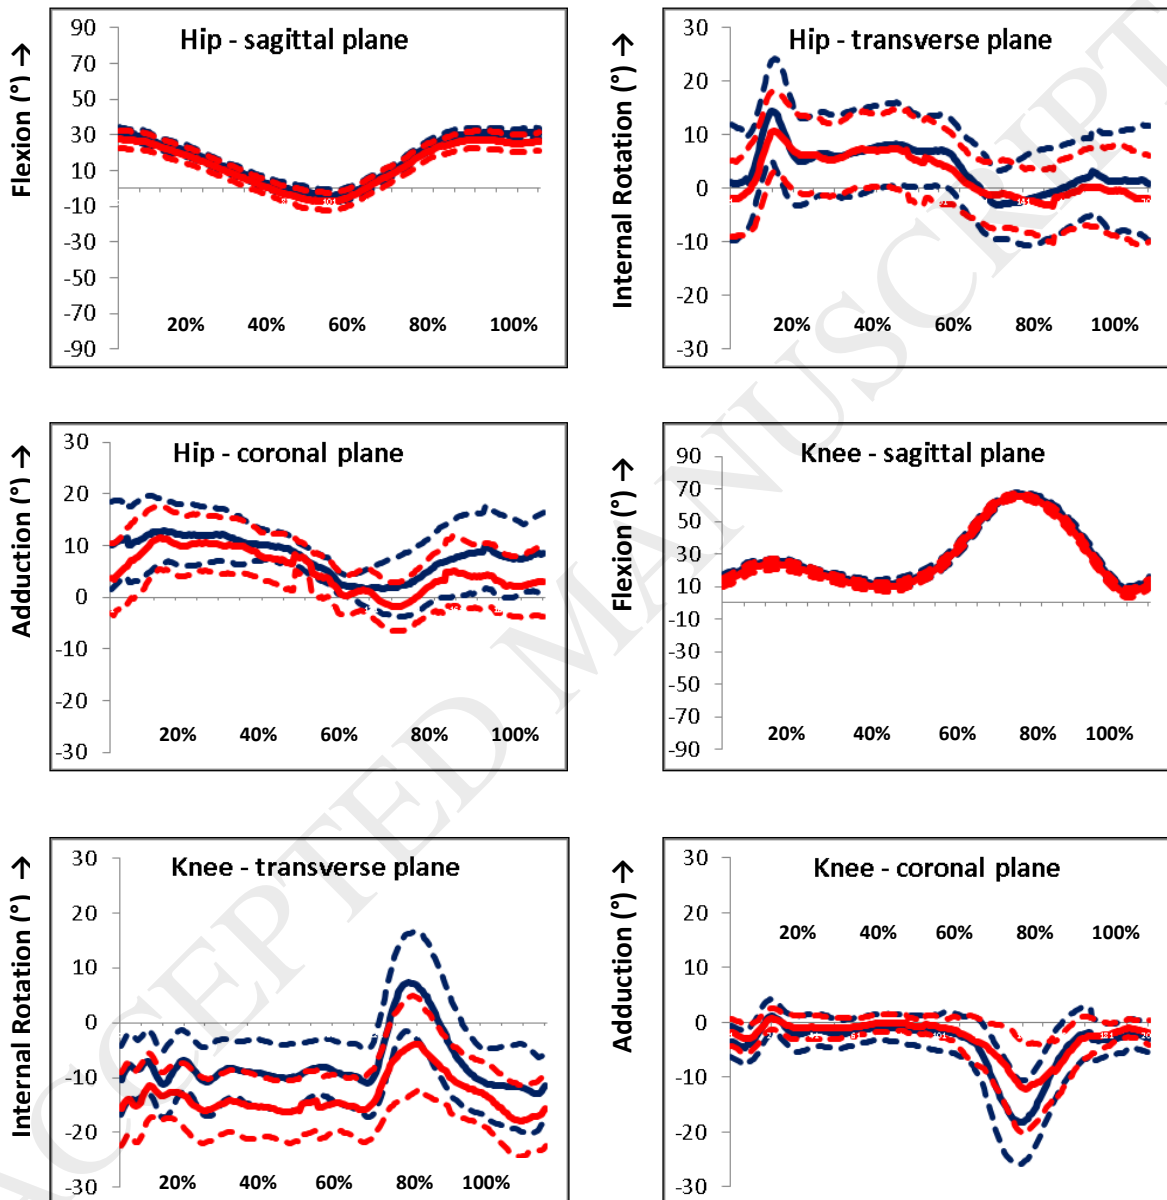 Hip - sagittal plane
Flexion (°) →
90
70
50
30
10
-10
-30
-50
-70
-90
20% 40% 60% 80% 100%
Hip - transverse plane
Internal Rotation (°) →
30
20
10
0
-10
-20
-30
20% 40% 60% 80% 100%
Hip - coronal plane
Adduction (°) →
30
20
10
0
-10
-20
-30
20% 40% 60% 80% 100%
Knee - sagittal plane
Flexion (°) →
90
70
50
30
10
-10
-30
-50
-70
-90
20% 40% 60% 80% 100%
Knee - transverse plane
Internal Rotation (°) →
30
20
10
0
-10
-20
-30
20% 40% 60% 80% 100%
Knee - coronal plane
Adduction (°) →
30
20
10
0
-10
-20
-30
20% 40% 60% 80% 100%
ACCEPTED MANUSCRIPT